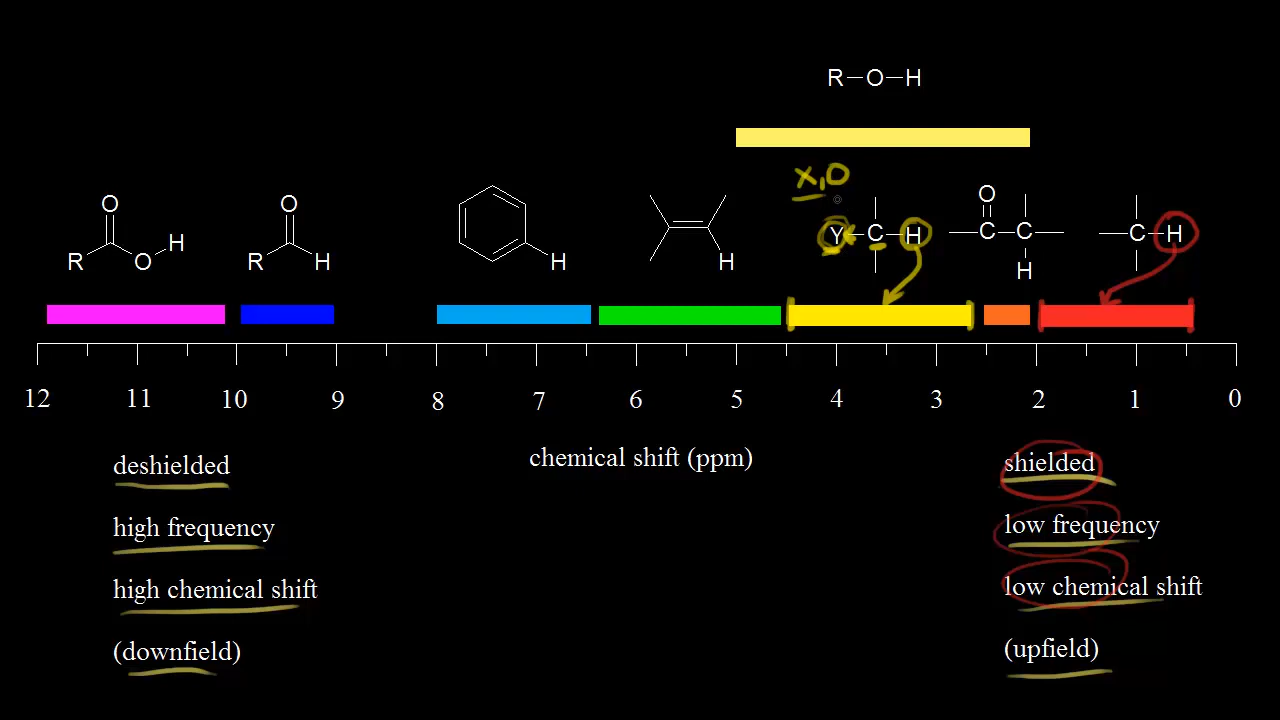 R-O-H
X, O
O
R O H
O
R H
H
H
Y-C-H
O
C-C
H
C-H
12 11 10 9 8 7 6 5 4 3 2 1 0
chemical shift (ppm)
deshielded
high frequency
high chemical shift
(downfield)
shielded
low frequency
low chemical shift
(upfield)